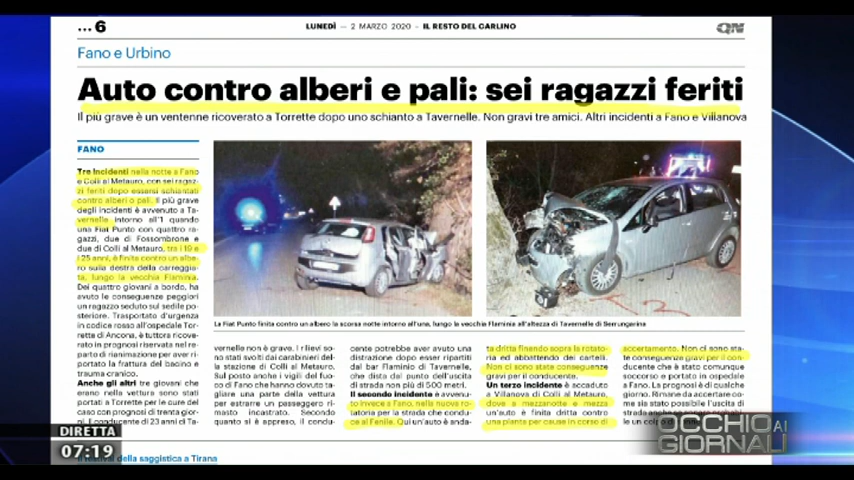 ... 6
LUNEDÌ — 2 MARZO 2020 - IL RESTO DEL CARLINO
QN
Fano e Urbino
Auto contro alberi e pali: sei ragazzi feriti
Il più grave è un ventenne ricoverato a Torrette dopo uno schianto a Tavernelle. Non gravi tre amici. Altri incidenti a Fano e Villanova
FANO
Tre incidenti nella notte a Fano
e Colli al Metauro, con sei ragaz-
zi feriti dopo essersi schiantati
contro alberi o pali. Il più grave
degli incidenti è avvenuto a Ta-
vernelle intorno all'1 quando
una Fiat Punto con quattro ra-
gazzi, due di Fossombrone e
due di Colli al Metauro, tra i 19 e
i 25 anni, è finita contro un albe-
ro sulla destra della carreggia-
ta, lungo la vecchia Flaminia.
Dei quattro giovani a bordo, ha
avuto le conseguenze peggiori
un ragazzo seduto sul sedile po-
steriore. Trasportato d'urgenza
in codice rosso all'ospedale Tor-
rette di Ancona, è tuttora ricove-
rato in prognosi riservata nel re-
parto di rianimazione per aver ri-
portato la frattura del bacino e
trauma cranico.
Anche gli altri tre giovani che
erano nella vettura sono stati
portati a Torrette per le cure del
caso con prognosi di trenta gior-
ni. Il conducente di 23 anni di Ta-
La Fiat Punto finita contro un albero la scorsa notte intorno all'una, lungo la vecchia Flaminia all'altezza di Tavernelle di Serrungarina
vernelle non è grave. I rilievi so-
no stati svolti dai carabinieri del-
la stazione di Colli al Metauro.
Sul posto anche i vigili del fuo-
co di Fano che hanno dovuto ta-
gliare una parte della vettura
per estrarre un passeggero ri-
masto incastrato. Secondo
quanto si è appreso, il condu-
cente potrebbe aver avuto una
distrazione dopo essere ripartiti
dal bar Flaminio di Tavernelle,
che dista dal punto dell'uscita
di strada non più di 500 metri.
Il secondo incidente è avvenu-
to invece a Fano, nella nuova ro-
tatoria per la strada che condu-
ce al Fenile. Qui un'auto è anda-
ta dritta finendo sopra la rotato-
ria ed abbattendo dei cartelli.
Non ci sono state conseguenze
gravi per il conducente.
Un terzo incidente è accaduto
a Villanova di Colli al Metauro,
dove a mezzanotte e mezza
un'auto è finita dritta contro
una pianta per cause in corso di
accertamento. Non ci sono sta-
te conseguenze gravi per il con-
ducente che è stato comunque
soccorso e portato in ospedale
a Fano. La prognosi è di qualche
giorno. Rimane da accertare co-
me sia stato possibile l'uscita di
strada anche se
un colpo di
DIRETTA
07:19
OCCHIO AI
GIORNALI
della saggistica a Tirana